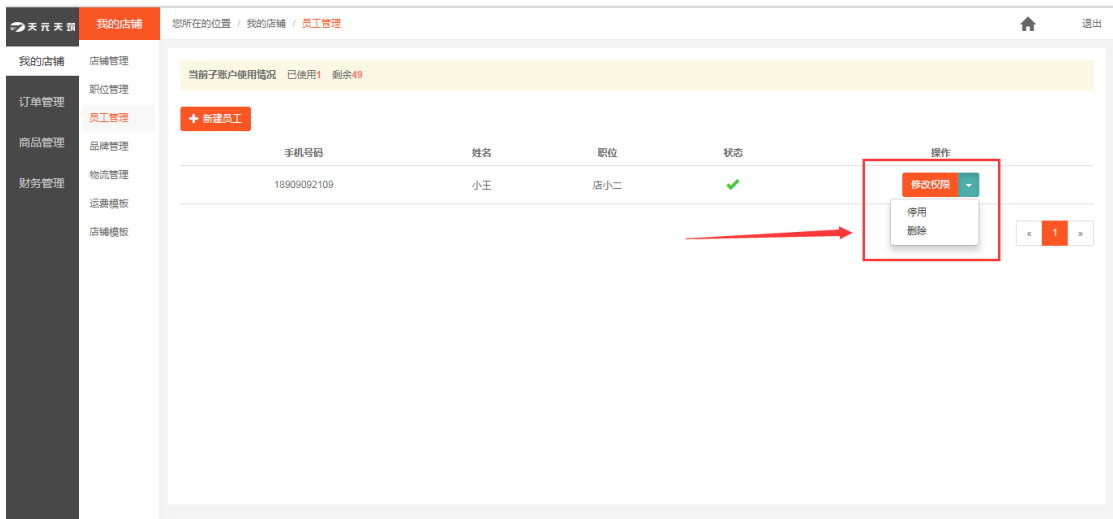 天元天筑 我的店铺 您所在的位置 / 我的店铺 / 员工管理 退出
我的店铺
订单管理
商品管理
财务管理
店铺管理
职位管理
员工管理
品牌管理
物流管理
运费模板
店铺模板
当前子账户使用情况 已使用1 剩余49
+ 新建员工
手机号码 姓名 职位 状态 操作
18909092109 小王 店小二 修改权限
停用
删除
« 1 »